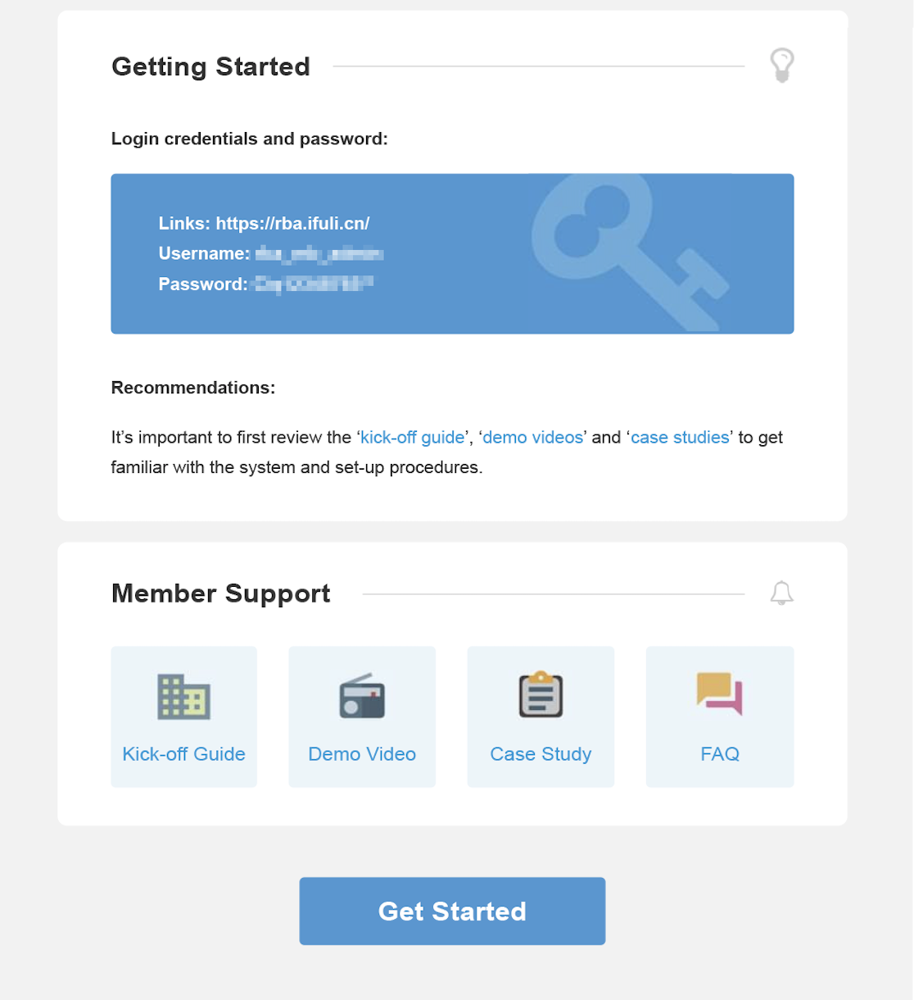 Getting Started
Login credentials and password:
Links: https://rba.ifuli.cn/
Username:
Password:
Recommendations:
It’s important to first review the ‘kick-off guide’, ‘demo videos’ and ‘case studies’ to get
familiar with the system and set-up procedures.
Member Support
Kick-off Guide
Demo Video
Case Study
FAQ
Get Started